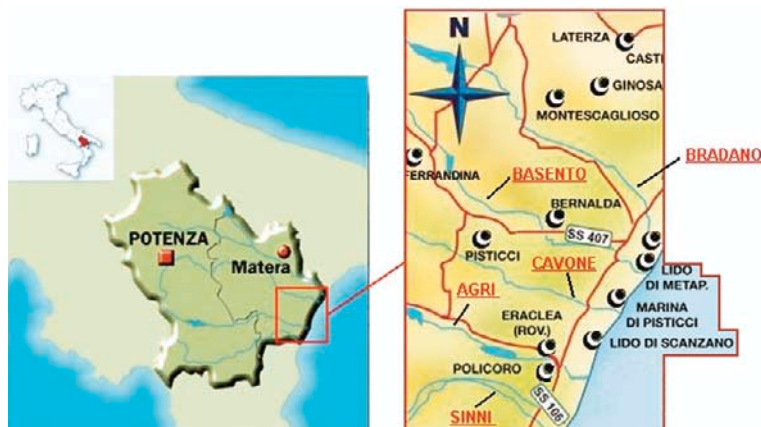 POTENZA
Matera
N
LATERZA
CASTI
GINOSA
MONTESCAGLIOSO
BRADANO
FERRANDINA
BASENTO
BERNALDA
SS 407
PISTICCI
CAVONE
LIDO
DI METAP.
AGRI
MARINA
DI PISTICCI
ERACLEA
(ROV.)
LIDO DI SCANZANO
POLICORO
SS 106
SINNI